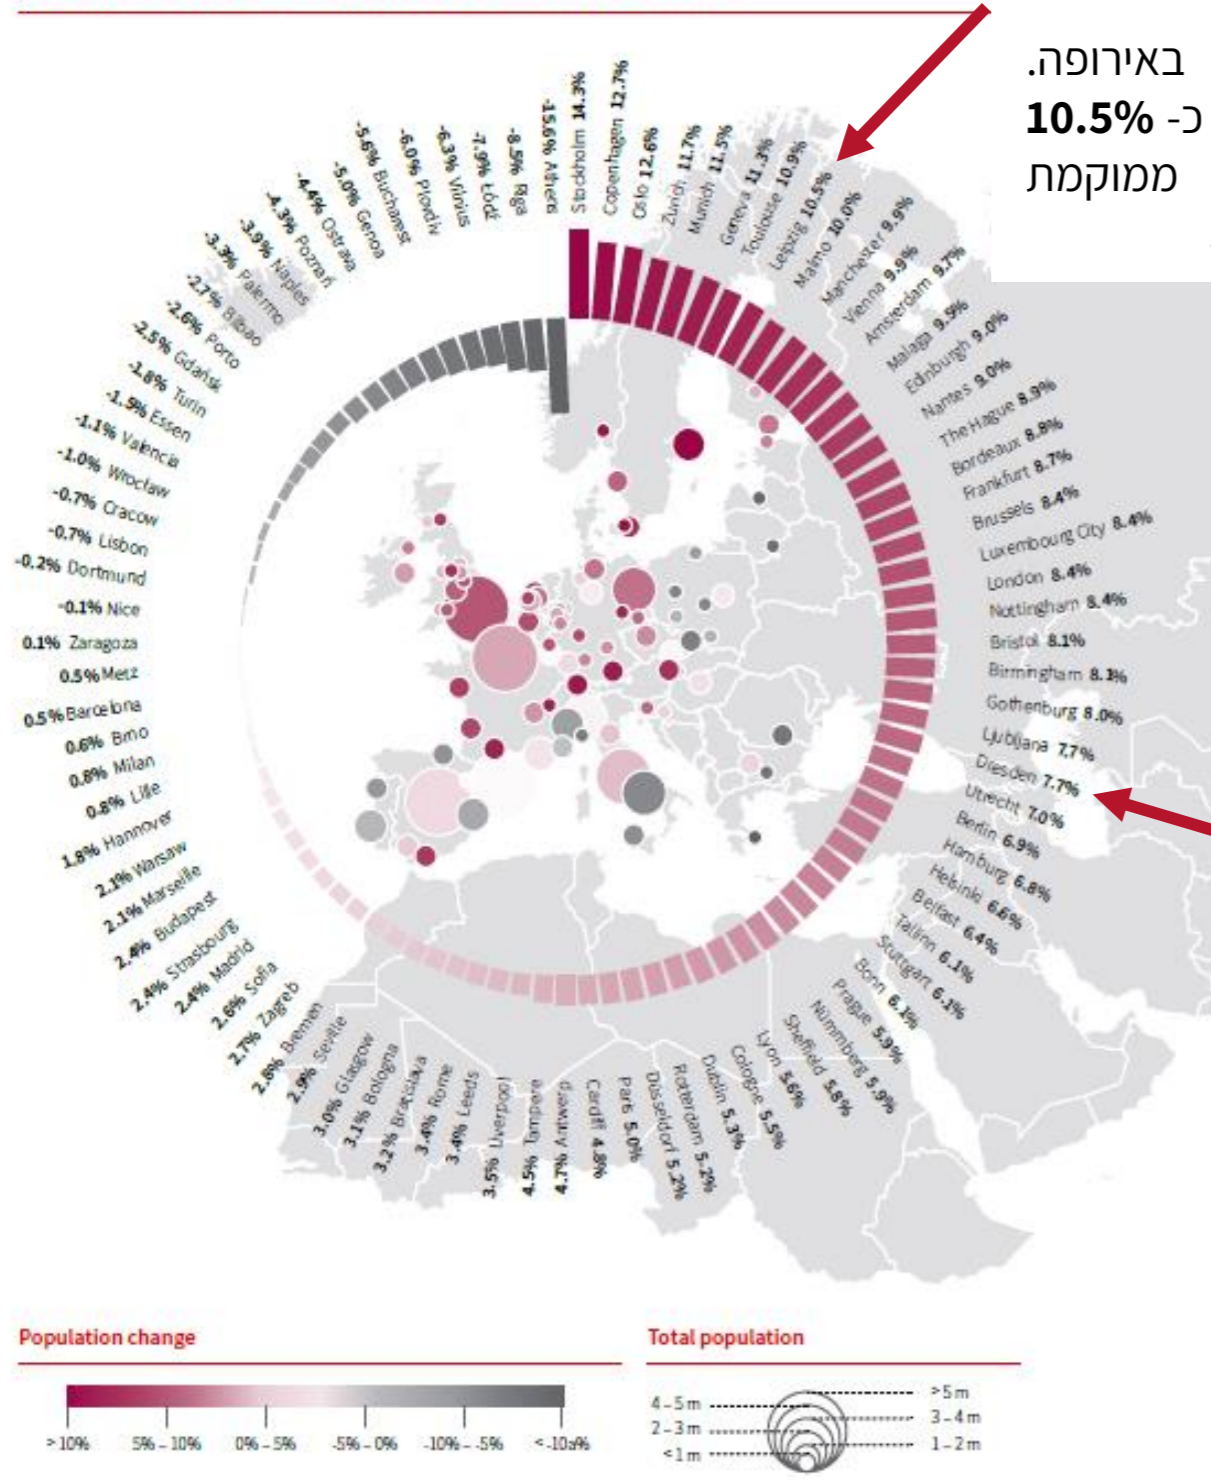 באירופה.
כ- 10.5%
ממוקמת
Stockholm 14.3%
Copenhagen 12.7%
Oslo 12.6%
Zurich 11.7%
Munich 11.5%
Geneva 11.3%
Toulouse 10.9%
Leipzig 10.5%
Malmo 10.0%
Manchester 9.9%
Vienna 9.9%
Amsterdam 9.7%
Malaga 9.5%
Edinburgh 9.0%
Nantes 9.0%
The Hague 8.9%
Bordeaux 8.8%
Frankfurt 8.7%
Brussels 8.4%
Luxembourg City 8.4%
London 8.4%
Nottingham 8.4%
Bristol 8.1%
Birmingham 8.1%
Gothenburg 8.0%
Ljubljana 7.7%
Dresden 7.7%
Utrecht 7.0%
Berlin 6.9%
Hamburg 6.8%
Helsinki 6.6%
Belfast 6.4%
Tallinn 6.1%
Stuttgart 6.1%
Bonn 6.1%
Prague 5.9%
Nürnmberg 5.9%
Sheffield 5.8%
Lyon 5.6%
Cologne 5.5%
Dublin 5.3%
Rotterdam 5.2%
Düsseldorf 5.2%
Paris 5.0%
Cardiff 4.8%
4.7% Antwerp
4.5% Tampere
3.5% Liverpool
3.4% Leeds
3.4% Rome
3.2% Bratislava
3.1% Bologna
3.0% Glasgow
2.9% Seville
2.8% Bremen
2.7% Zagreb
2.6% Sofia
2.4% Madrid
2.4% Strasbourg
2.4% Budapest
2.1% Marseille
2.1% Warsaw
1.8% Hannover
0.8% Lille
0.8% Milan
0.6% Brno
0.5% Barcelona
0.5% Metz
0.1% Zaragoza
-0.1% Nice
-0.2% Dortmund
-0.7% Lisbon
-0.7% Cracow
-1.0% Wrocław
-1.1% Valencia
-1.5% Essen
-1.8% Turin
-2.5% Gdańsk
-2.6% Porto
-2.7% Bilbao
-3.3% Palermo
-3.9% Naples
-4.3% Poznań
-4.4% Ostrava
-5.0% Genoa
-5.6% Bucharest
-6.0% Plovdiv
-6.3% Vilnius
-7.9% Łódź
-8.5% Riga
-15.6% Athens
Population change
>10% 5% – 10% 0% – 5% -5% – 0% -10% – -5% < -10a%
Total population
4 – 5 m
2 – 3 m
< 1 m
> 5 m
3 – 4 m
1 – 2 m